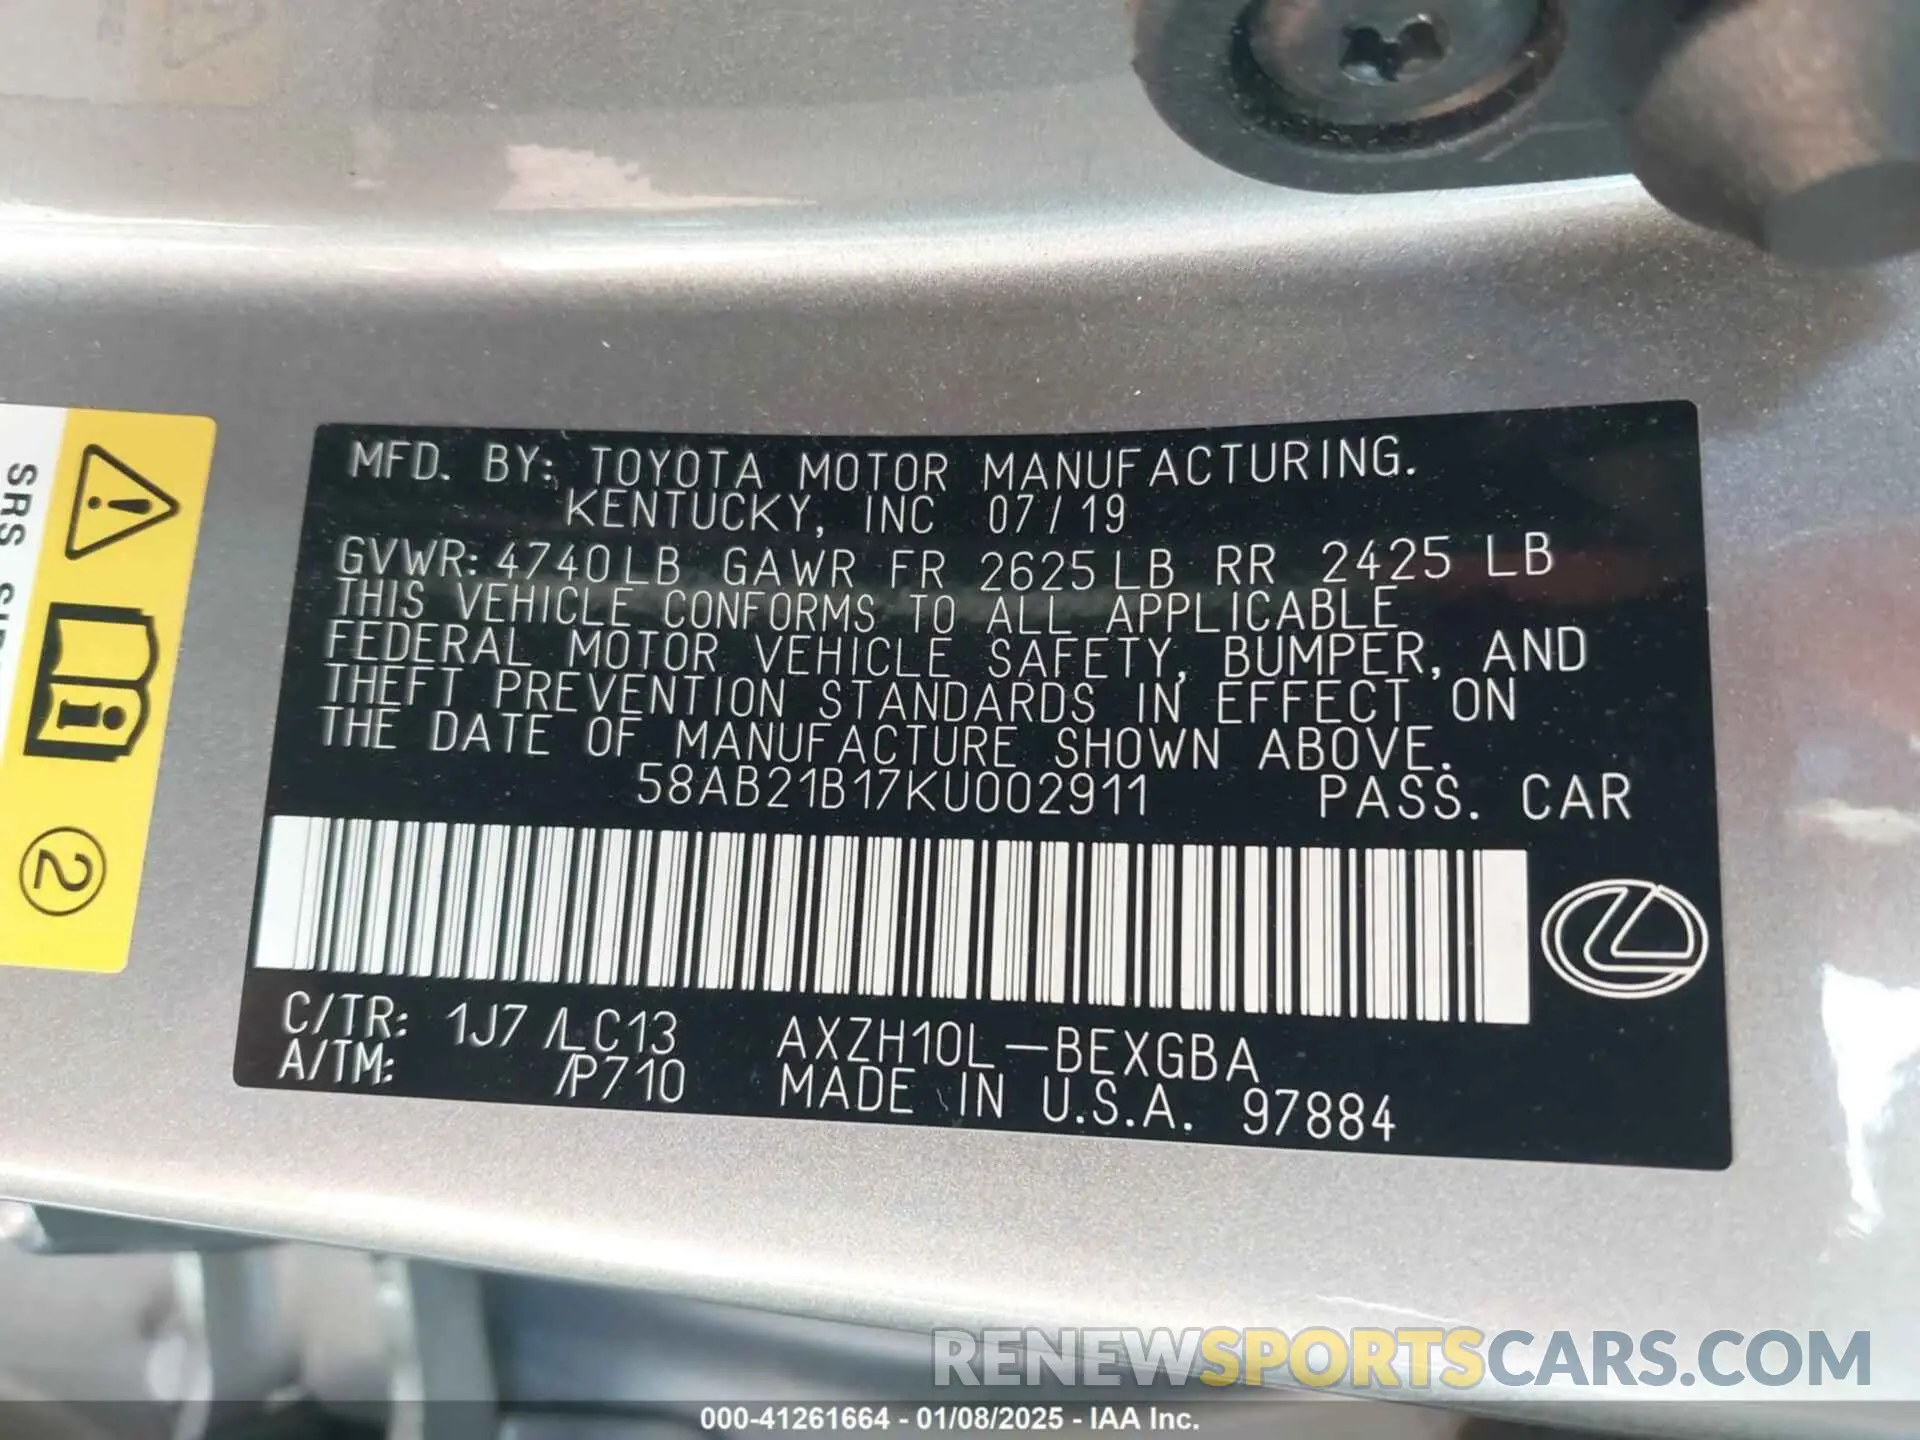 MFD. BY: TOYOTA MOTOR MANUFACTURING.
KENTUCKY, INC 07/19
GVWR: 4740LB GAWR FR 2625LB RR 2425 LB
THIS VEHICLE CONFORMS TO ALL APPLICABLE
FEDERAL MOTOR VEHICLE SAFETY, BUMPER, AND
THEFT PREVENTION STANDARDS IN EFFECT ON
THE DATE OF MANUFACTURE SHOWN ABOVE.
58AB21B17KU002911 PASS. CAR
C/TR: 1J7 /LC13 AXZH10L-BEXGBA
A/TM: /P710 MADE IN U.S.A. 97884
SRS
2
RENEWSPORTSCARS.COM
000-41261664 - 01/08/2025 - IAA Inc.